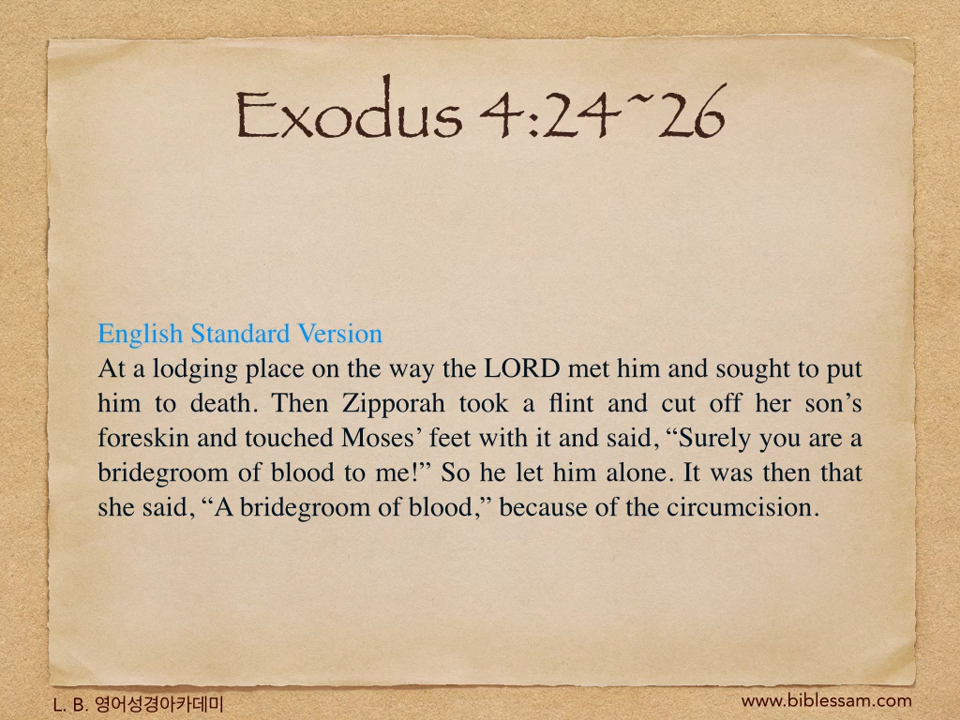 Exodus 4:24~26
English Standard Version
At a lodging place on the way the LORD met him and sought to put
him to death. Then Zipporah took a flint and cut off her son’s
foreskin and touched Moses’ feet with it and said, “Surely you are a
bridegroom of blood to me!” So he let him alone. It was then that
she said, “A bridegroom of blood,” because of the circumcision.
L. B. 영어성경아카데미
www.biblessam.com